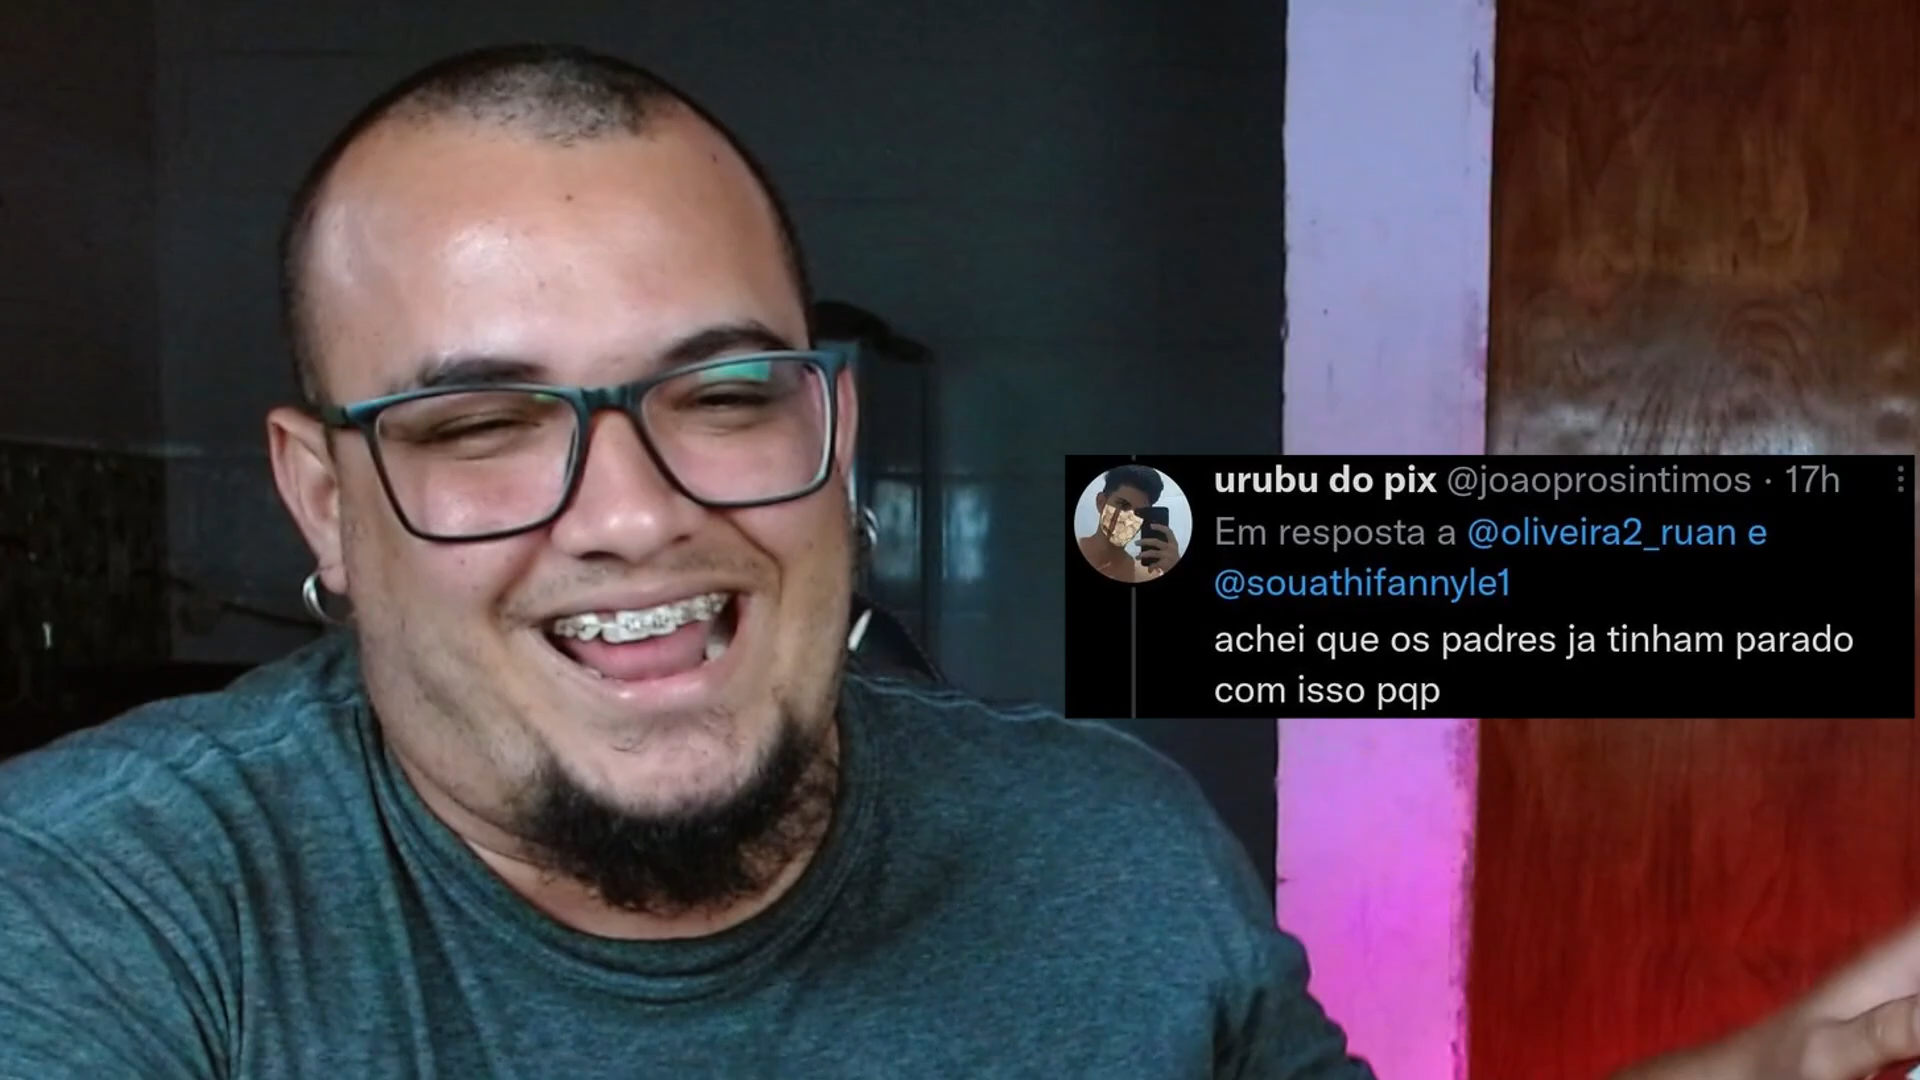 urubu do pix @joaoprosintimos · 17h
Em resposta a @oliveira2_ruan e
@souathifannyle1
achei que os padres ja tinham parado
com isso pqp